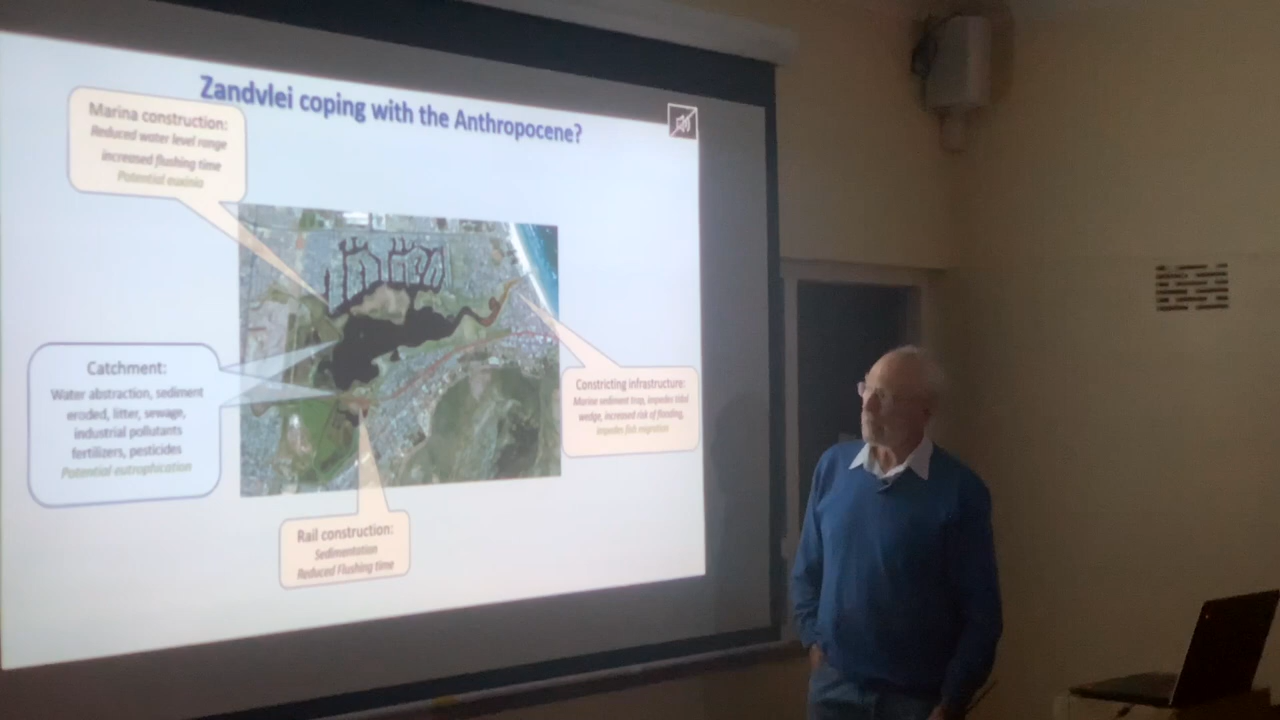 Zandvlei coping with the Anthropocene?
Marina construction:
Reduced water level range
increased flushing time
Potential euxinia
Catchment:
Water abstraction, sediment
eroded, litter, sewage,
industrial pollutants
fertilizers, pesticides
Potential eutrophication
Constricting infrastructure:
Marine sediment trap, impedes tidal
wedge, increased risk of flooding,
impedes fish migration
Rail construction:
Sedimentation
Reduced Flushing time